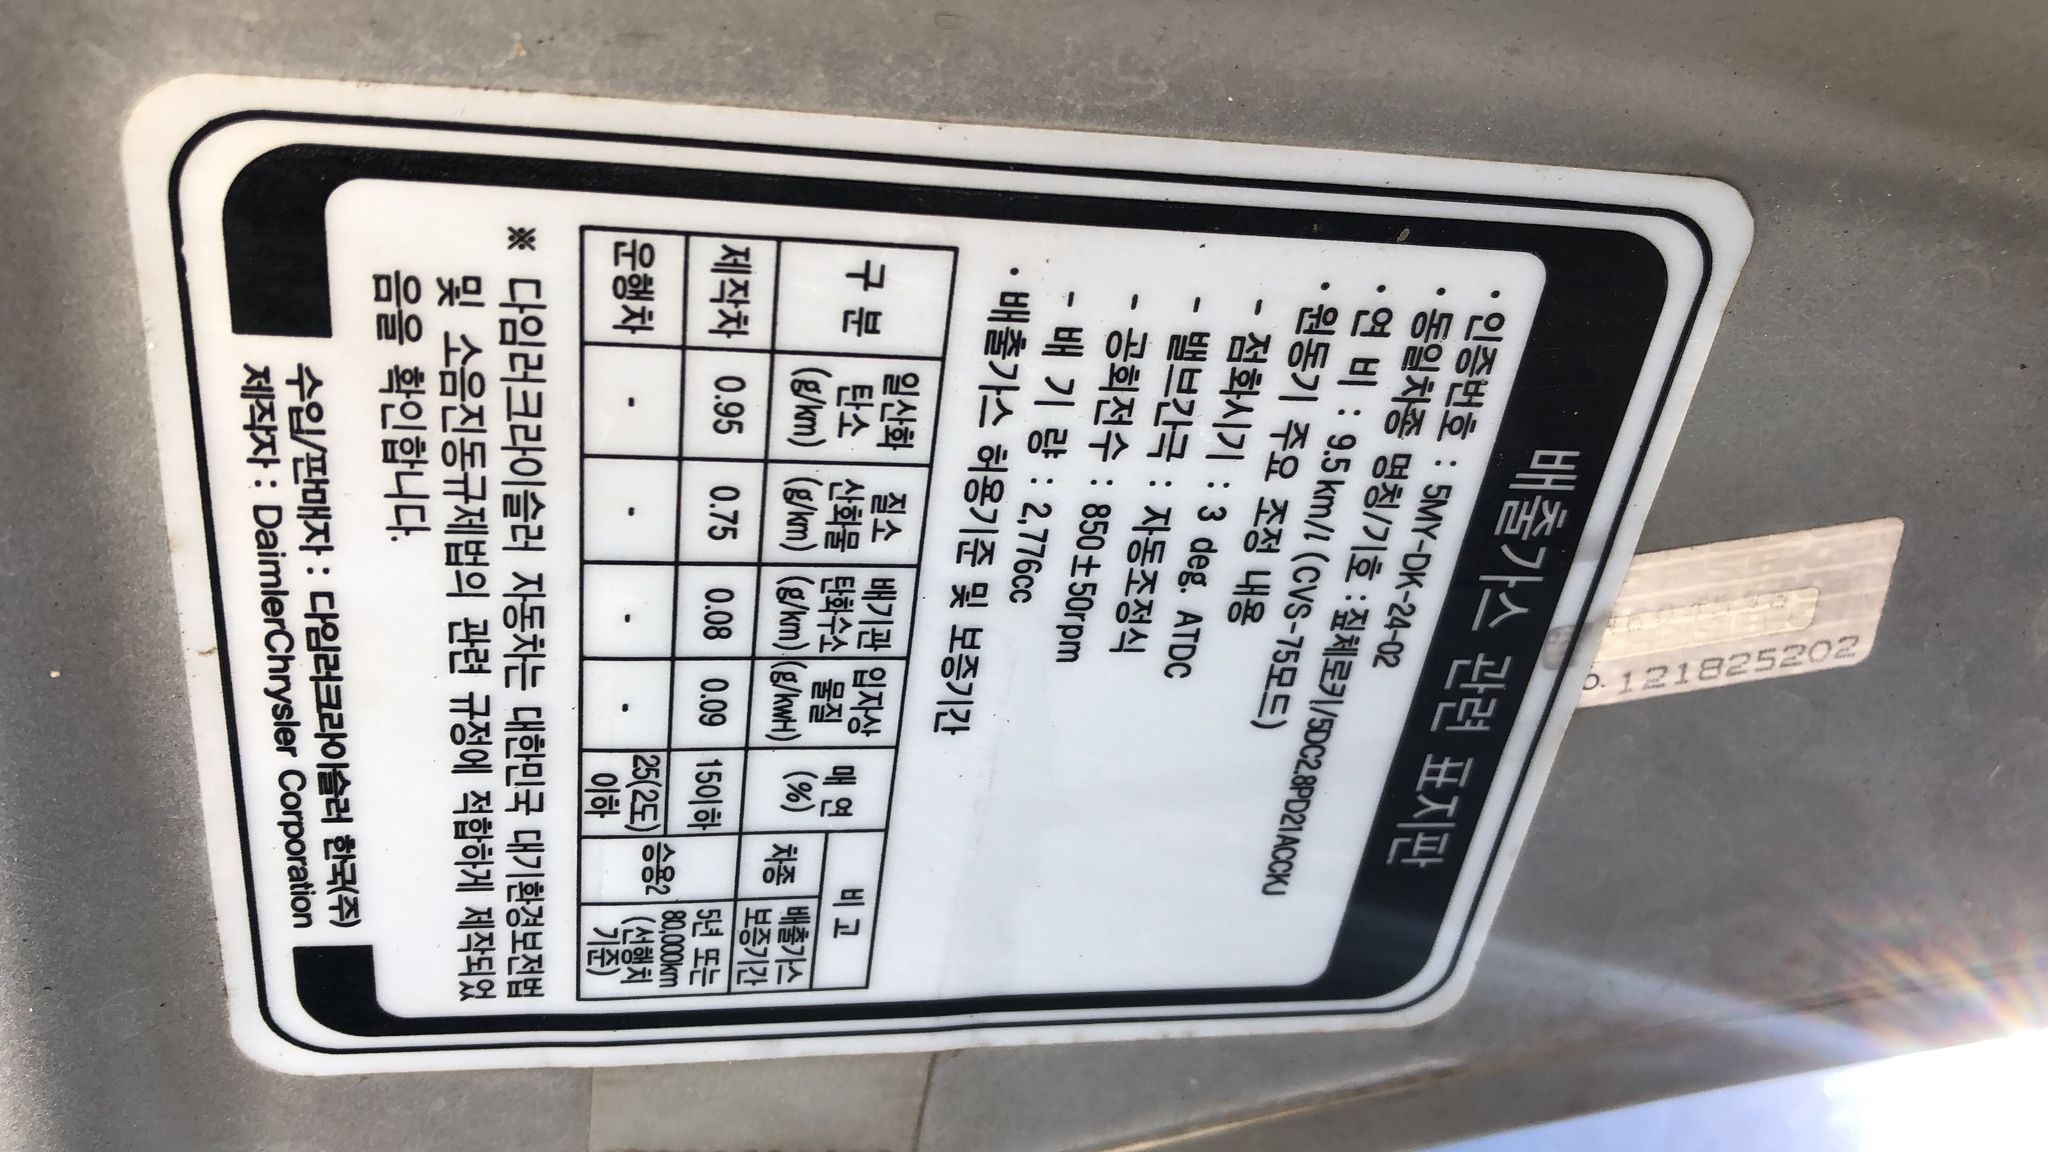 배출가스 관련 표지판
· 인증번호 : 5MY-DK-24-02
· 동일차종 명칭/기호 : 짚체로키/5DC2.8PD21ACCKJ
· 연 비 : 9.5 km/l (CVS-75모드)
· 원동기 주요 조정 내용
- 점화시기 : 3 deg. ATDC
- 밸브간극 : 자동조정식
- 공회전수 : 850±50rpm
- 배 기 량 : 2,776cc
· 배출가스 허용기준 및 보증기간
구 분 일산화 탄소 (g/km) 질소 산화물 (g/km) 배기관 탄화수소 (g/km) 입자상 물질 (g/kwH) 매 연 (%) 비 고
차종 배출가스 보증기간
제작차 0.95 0.75 0.08 0.09 15이하 승용2 5년 또는 80,000km (선행치 기준)
운행차 - - - - 25(2도) 이하
※ 다임러크라이슬러 자동차는 대한민국 대기환경보전법
및 소음진동규제법의 관련 규정에 적합하게 제작되었
음을 확인합니다.
수입/판매자 : 다임러크라이슬러 한국(주)
제작자 : DaimlerChrysler Corporation
121825202